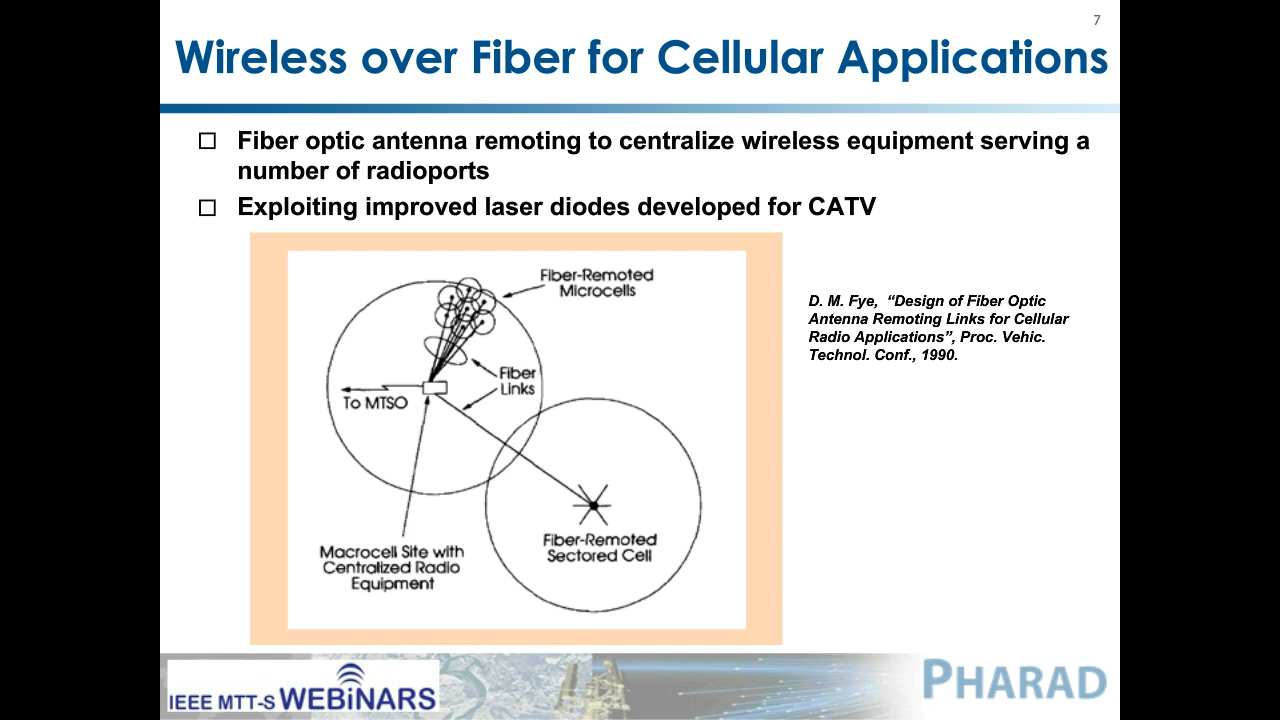 7
Wireless over Fiber for Cellular Applications
Fiber optic antenna remoting to centralize wireless equipment serving a
number of radioports
Exploiting improved laser diodes developed for CATV
Fiber-Remoted
Microcells
Fiber
Links
To MTSO
Fiber-Remoted
Sectored Cell
Macrocell Site with
Centralized Radio
Equipment
D. M. Fye, “Design of Fiber Optic
Antenna Remoting Links for Cellular
Radio Applications”, Proc. Vehic.
Technol. Conf., 1990.
IEEE MTT-S WEBiNARS
PHARAD